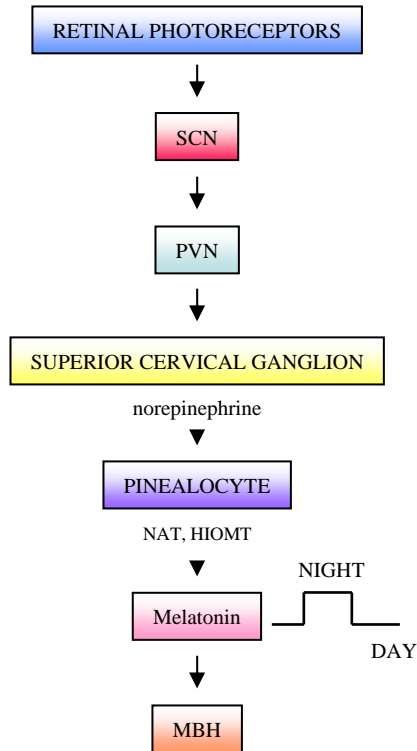 RETINAL PHOTORECEPTORS
SCN
PVN
SUPERIOR CERVICAL GANGLION
norepinephrine
PINEALOCYTE
NAT, HIOMT
NIGHT
Melatonin
DAY
MBH